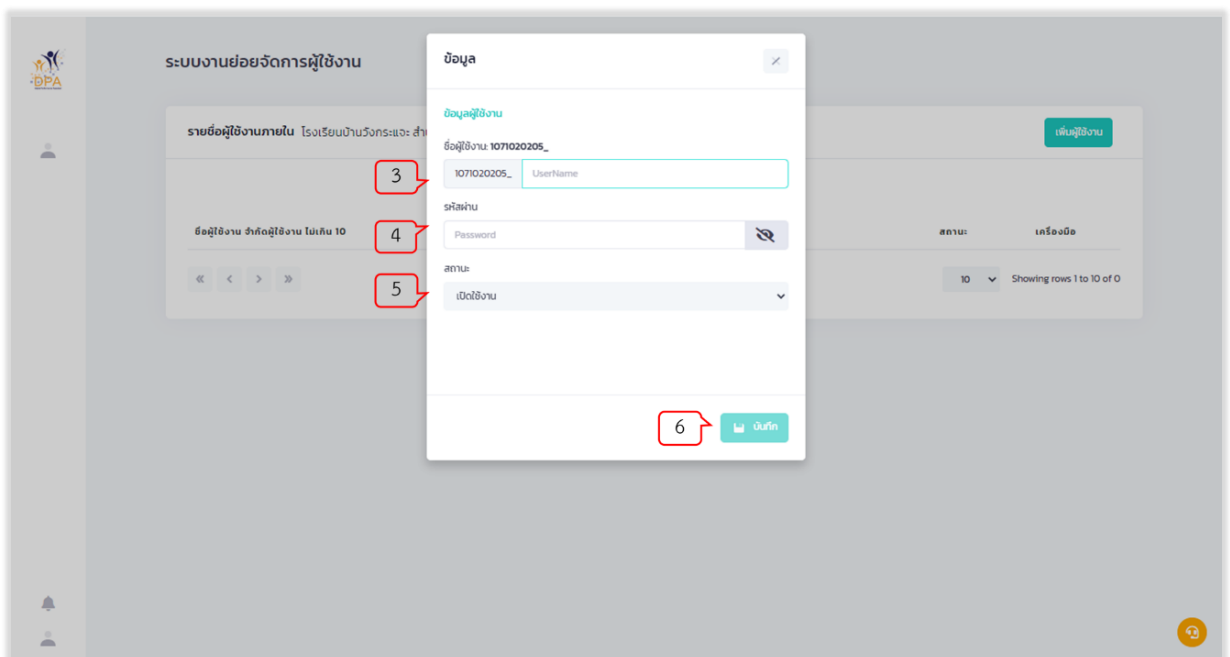 DPA
ระบบงานย่อยจัดการผู้ใช้งาน
รายชื่อผู้ใช้งานภายใน โรงเรียนบ้านวังกระแจะ
เพิ่มผู้ใช้งาน
ชื่อผู้ใช้งาน จำกัดผู้ใช้งาน ไม่เกิน 10
สถานะ
เครื่องมือ
« < > »
10
Showing rows 1 to 10 of 0
ข้อมูล
×
ข้อมูลผู้ใช้งาน
ชื่อผู้ใช้งาน: 1071020205_
3
1071020205_ UserName
รหัสผ่าน
4
Password
สถานะ
5
เปิดใช้งาน
6
บันทึก